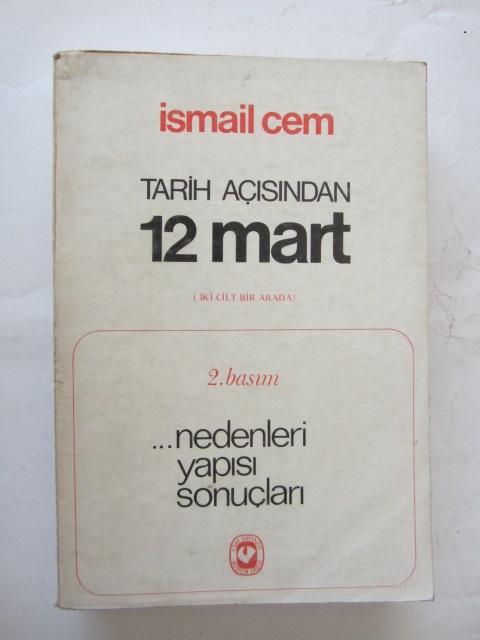 ismail cem
TARİH AÇISINDAN
12 mart
( İKİ CİLT BİR ARADA)
2.basım
...nedenleri
yapısı
sonuçları